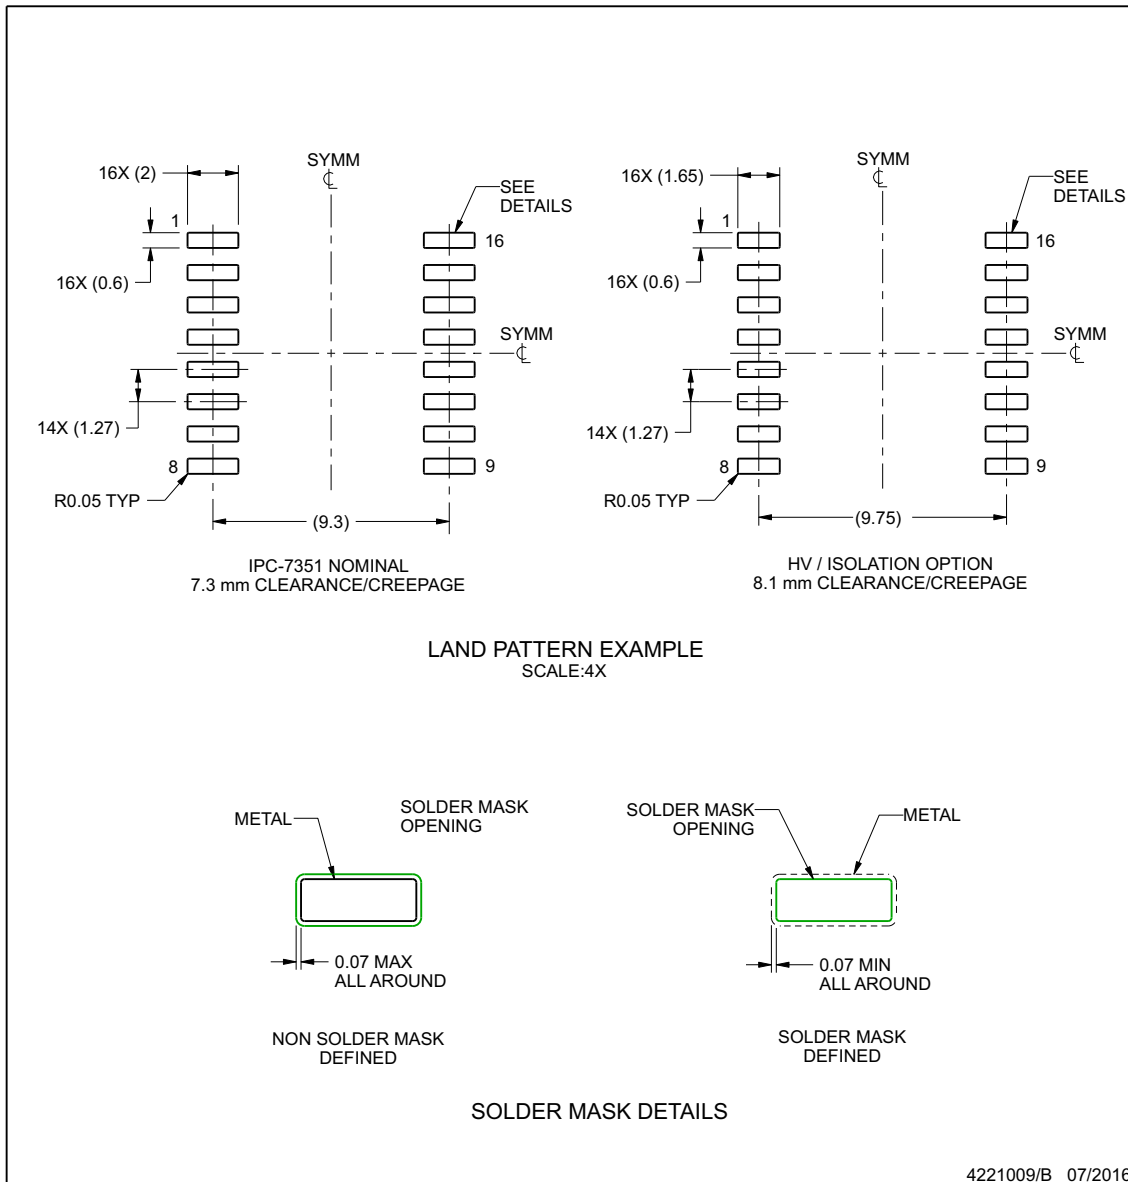 SYMM
℄
16X (2)
SEE
DETAILS
1
16
16X (0.6)
SYMM
℄
14X (1.27)
8
9
R0.05 TYP
(9.3)
IPC-7351 NOMINAL
7.3 mm CLEARANCE/CREEPAGE
SYMM
℄
16X (1.65)
SEE
DETAILS
1
16
16X (0.6)
SYMM
℄
14X (1.27)
8
9
R0.05 TYP
(9.75)
HV / ISOLATION OPTION
8.1 mm CLEARANCE/CREEPAGE
LAND PATTERN EXAMPLE
SCALE:4X
METAL
SOLDER MASK
OPENING
0.07 MAX
ALL AROUND
NON SOLDER MASK
DEFINED
SOLDER MASK
OPENING
METAL
0.07 MIN
ALL AROUND
SOLDER MASK
DEFINED
SOLDER MASK DETAILS
4221009/B 07/2016